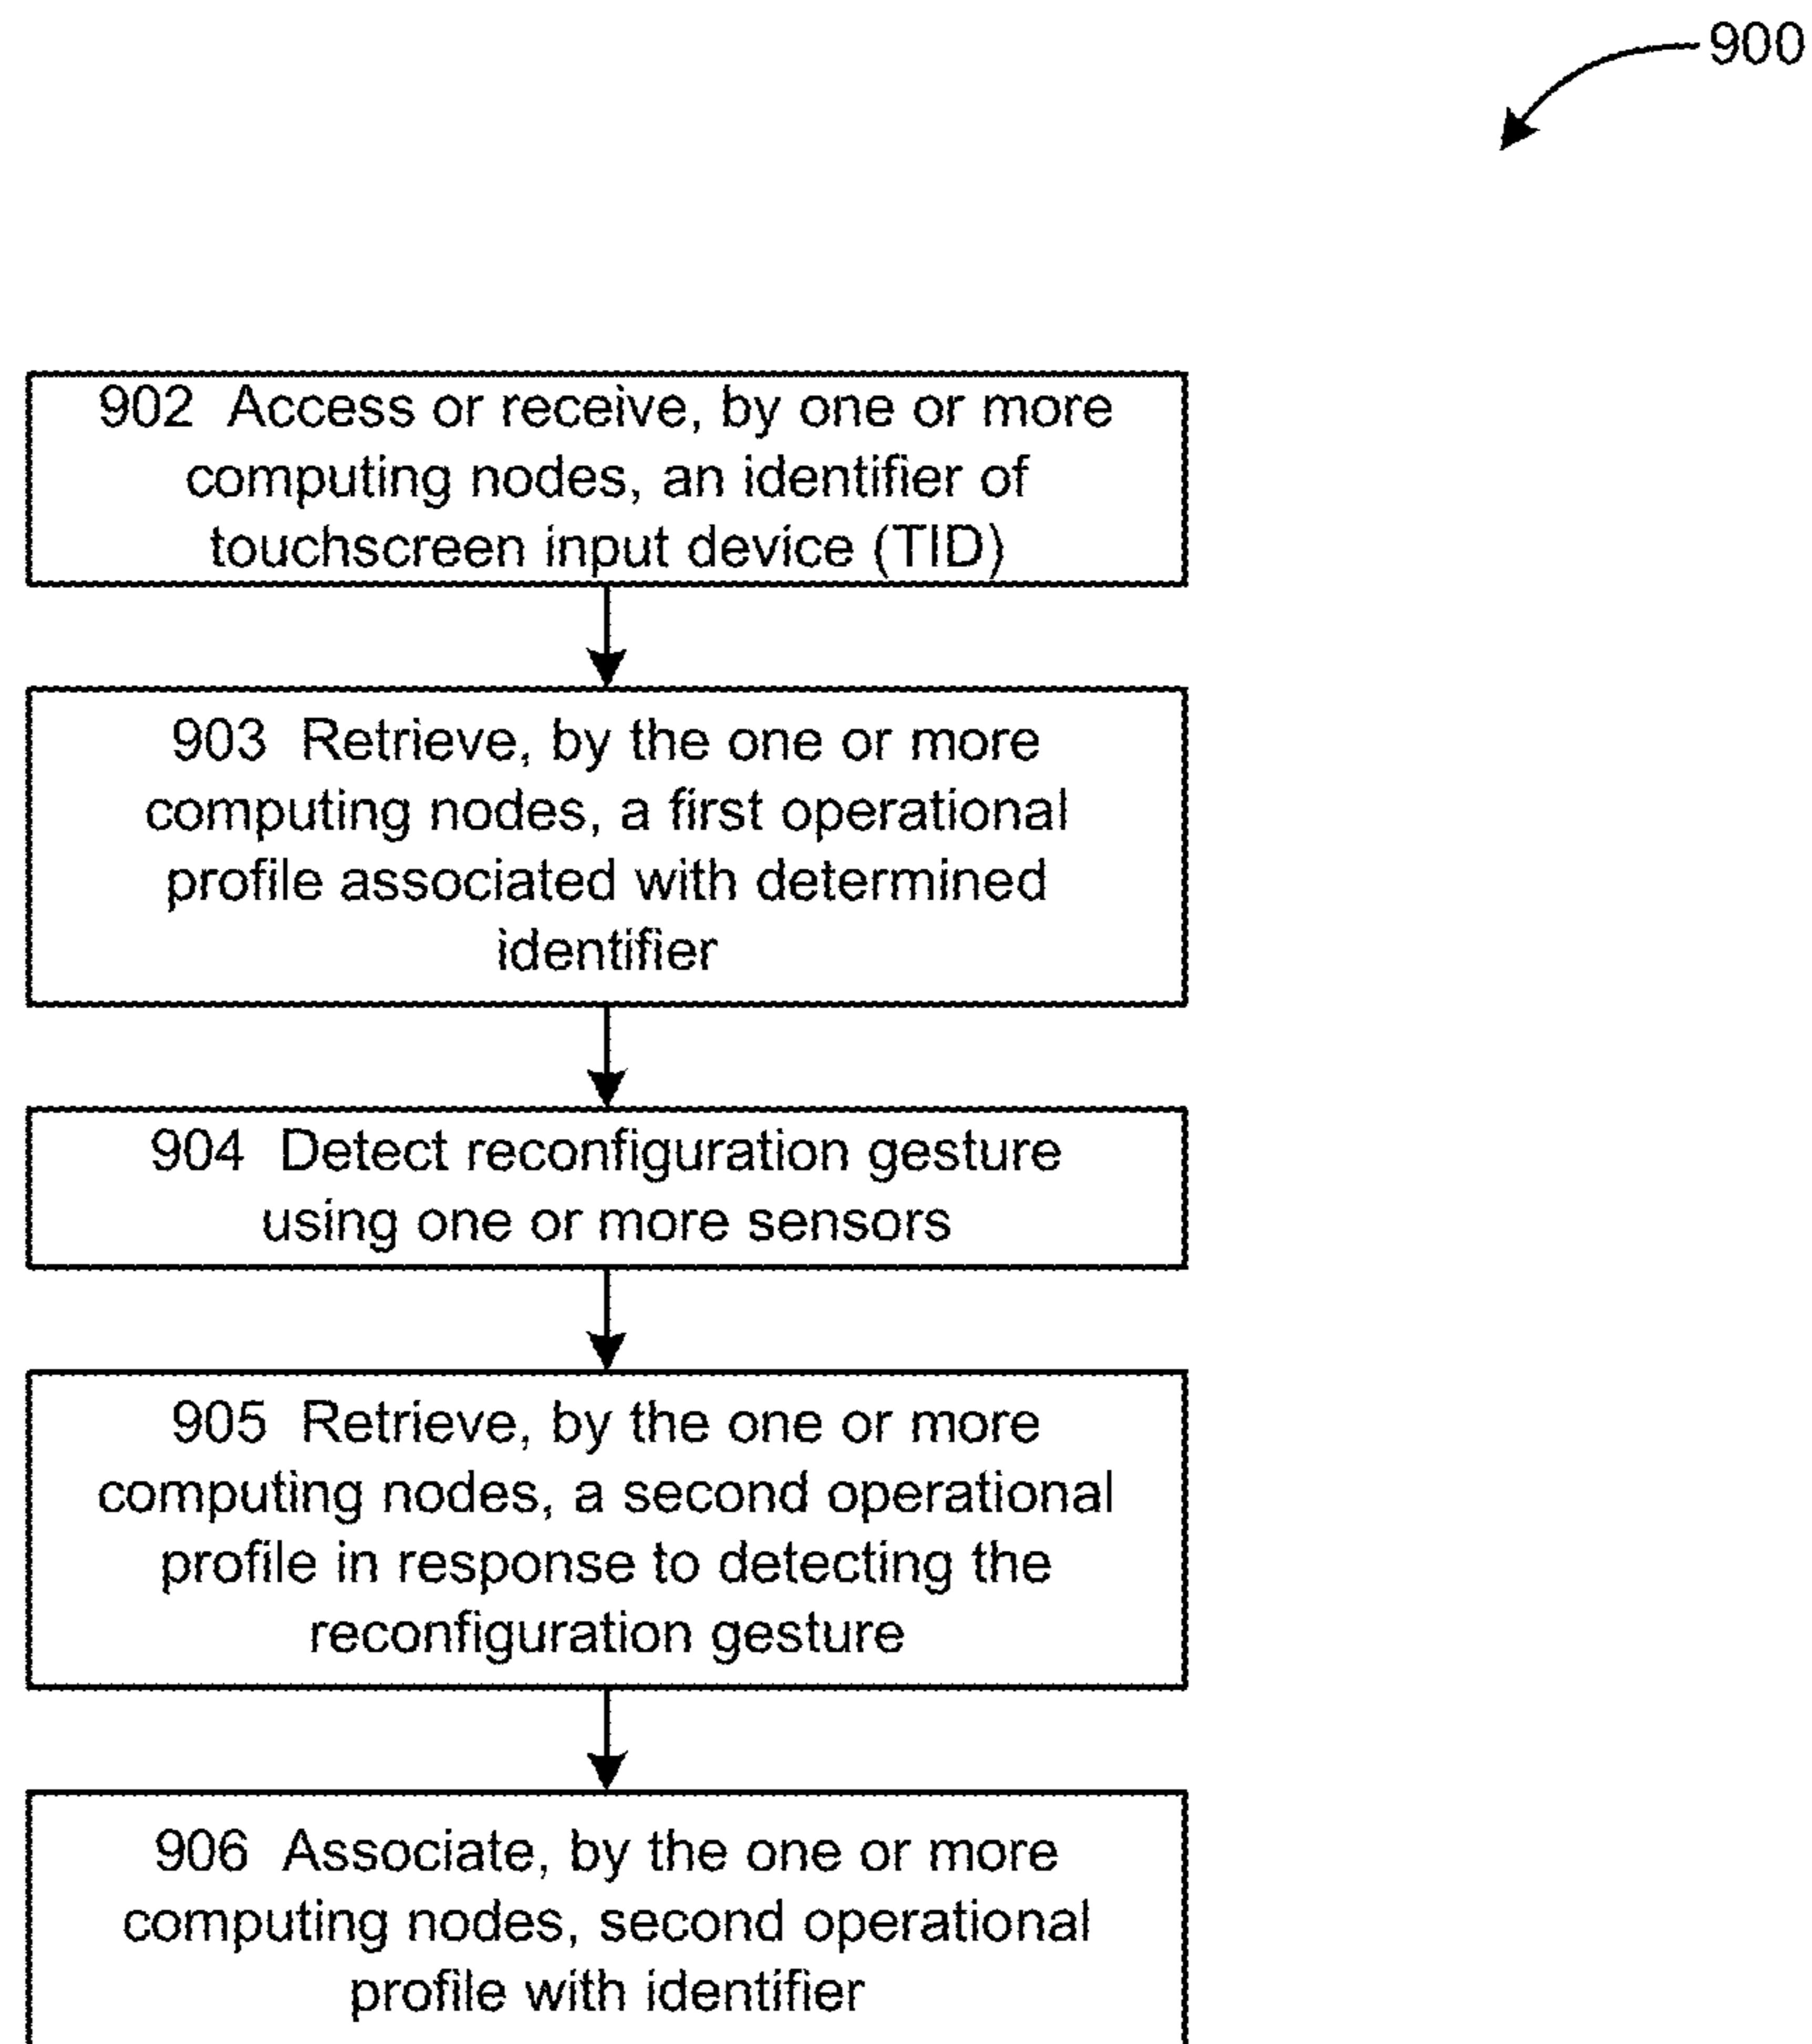 900
902 Access or receive, by one or more
computing nodes, an identifier of
touchscreen input device (TID)
903 Retrieve, by the one or more
computing nodes, a first operational
profile associated with determined
identifier
904 Detect reconfiguration gesture
using one or more sensors
905 Retrieve, by the one or more
computing nodes, a second operational
profile in response to detecting the
reconfiguration gesture
906 Associate, by the one or more
computing nodes, second operational
profile with identifier